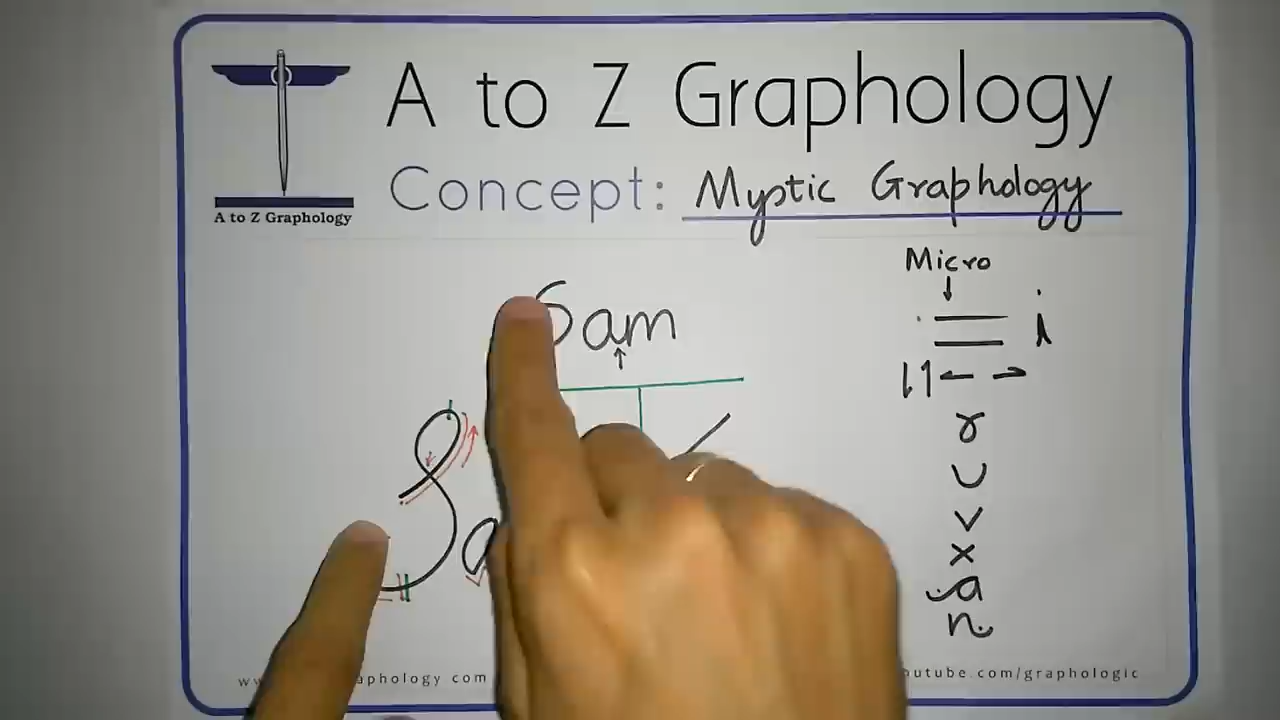 A to Z Graphology
A to Z Graphology
Concept: Mystic Graphology
Micro
Sam
i
r
u
v
x
a
n
aphology com
outube.com/graphologic